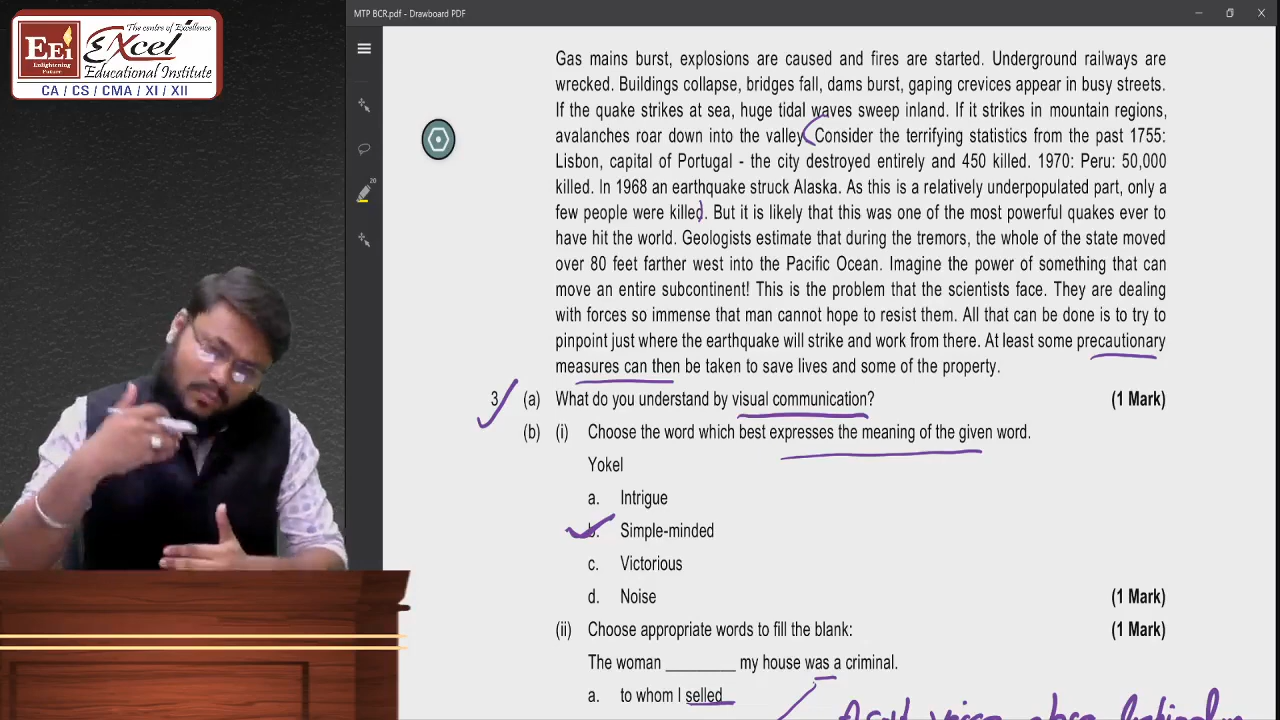 The centre of Excellence
EEi
Enlightening Future
EXcel
Educational Institute
CA / CS / CMA / XI / XII
MTP BCR.pdf - Drawboard PDF
20
Gas mains burst, explosions are caused and fires are started. Underground railways are
wrecked. Buildings collapse, bridges fall, dams burst, gaping crevices appear in busy streets.
If the quake strikes at sea, huge tidal waves sweep inland. If it strikes in mountain regions,
avalanches roar down into the valley. Consider the terrifying statistics from the past 1755:
Lisbon, capital of Portugal - the city destroyed entirely and 450 killed. 1970: Peru: 50,000
killed. In 1968 an earthquake struck Alaska. As this is a relatively underpopulated part, only a
few people were killed. But it is likely that this was one of the most powerful quakes ever to
have hit the world. Geologists estimate that during the tremors, the whole of the state moved
over 80 feet farther west into the Pacific Ocean. Imagine the power of something that can
move an entire subcontinent! This is the problem that the scientists face. They are dealing
with forces so immense that man cannot hope to resist them. All that can be done is to try to
pinpoint just where the earthquake will strike and work from there. At least some precautionary
measures can then be taken to save lives and some of the property.
3 (a) What do you understand by visual communication? (1 Mark)
(b) (i) Choose the word which best expresses the meaning of the given word.
Yokel
a. Intrigue
b. Simple-minded
c. Victorious
d. Noise (1 Mark)
(ii) Choose appropriate words to fill the blank: (1 Mark)
The woman _________ my house was a criminal.
a. to whom I selled